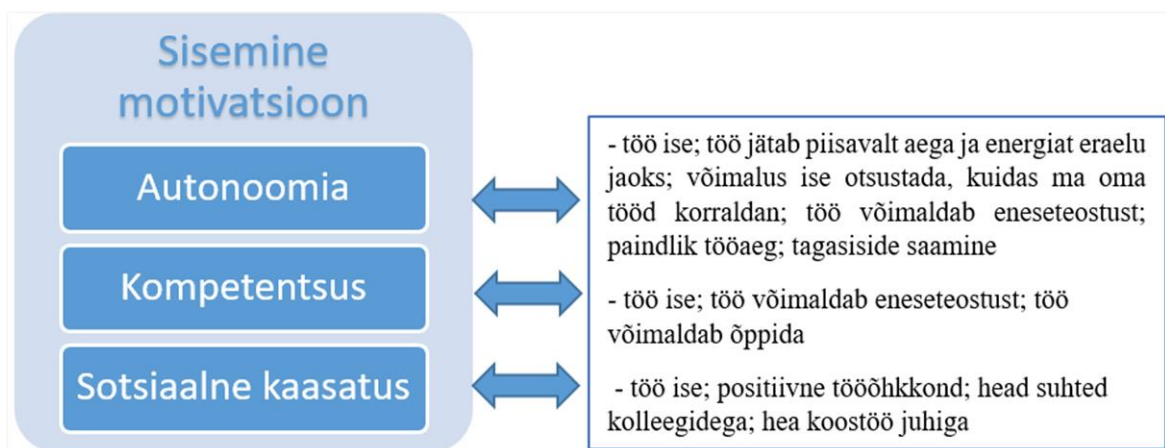 Sisemine
motivatsioon
Autonoomia
Kompetentsus
Sotsiaalne kaasatus
- töö ise; töö jätab piisavalt aega ja energiat eraelu
jaoks; võimalus ise otsustada, kuidas ma oma
tööd korraldan; töö võimaldab eneseteostust;
paindlik tööaeg; tagasiside saamine
- töö ise; töö võimaldab eneseteostust; töö
võimaldab õppida
- töö ise; positiivne tööõhkkond; head suhted
kolleegidega; hea koostöö juhiga